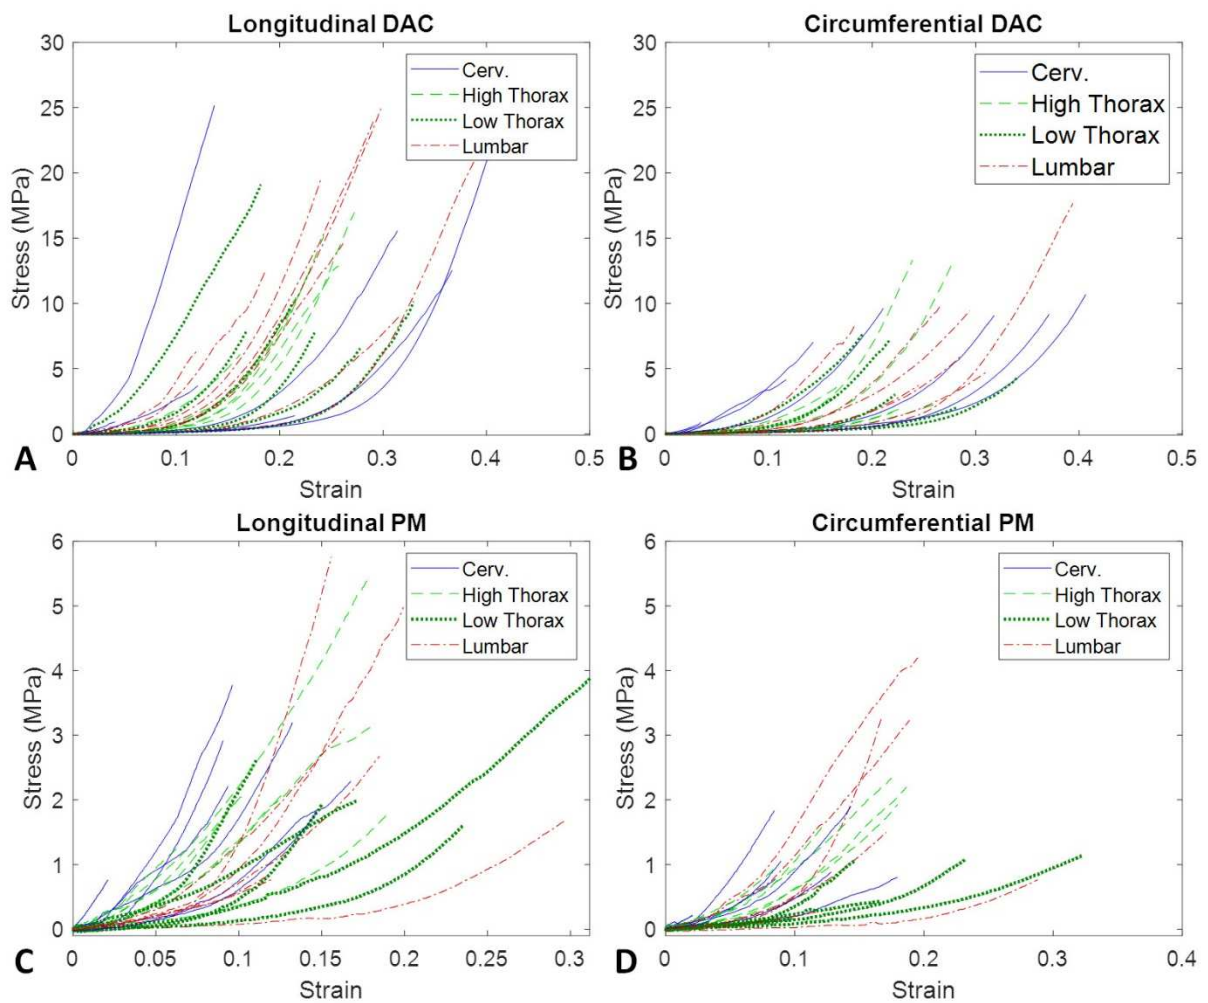 Longitudinal DAC
30
25
20
15
10
5
0
Stress (MPa)
Cerv.
High Thorax
Low Thorax
Lumbar
0 0.1 0.2 0.3 0.4 0.5
Strain
A
Circumferential DAC
30
25
20
15
10
5
0
Stress (MPa)
Cerv.
High Thorax
Low Thorax
Lumbar
0 0.1 0.2 0.3 0.4 0.5
Strain
B
Longitudinal PM
6
5
4
3
2
1
0
Stress (MPa)
Cerv.
High Thorax
Low Thorax
Lumbar
0 0.05 0.1 0.15 0.2 0.25 0.3
Strain
C
Circumferential PM
6
5
4
3
2
1
0
Stress (MPa)
Cerv.
High Thorax
Low Thorax
Lumbar
0 0.1 0.2 0.3 0.4
Strain
D